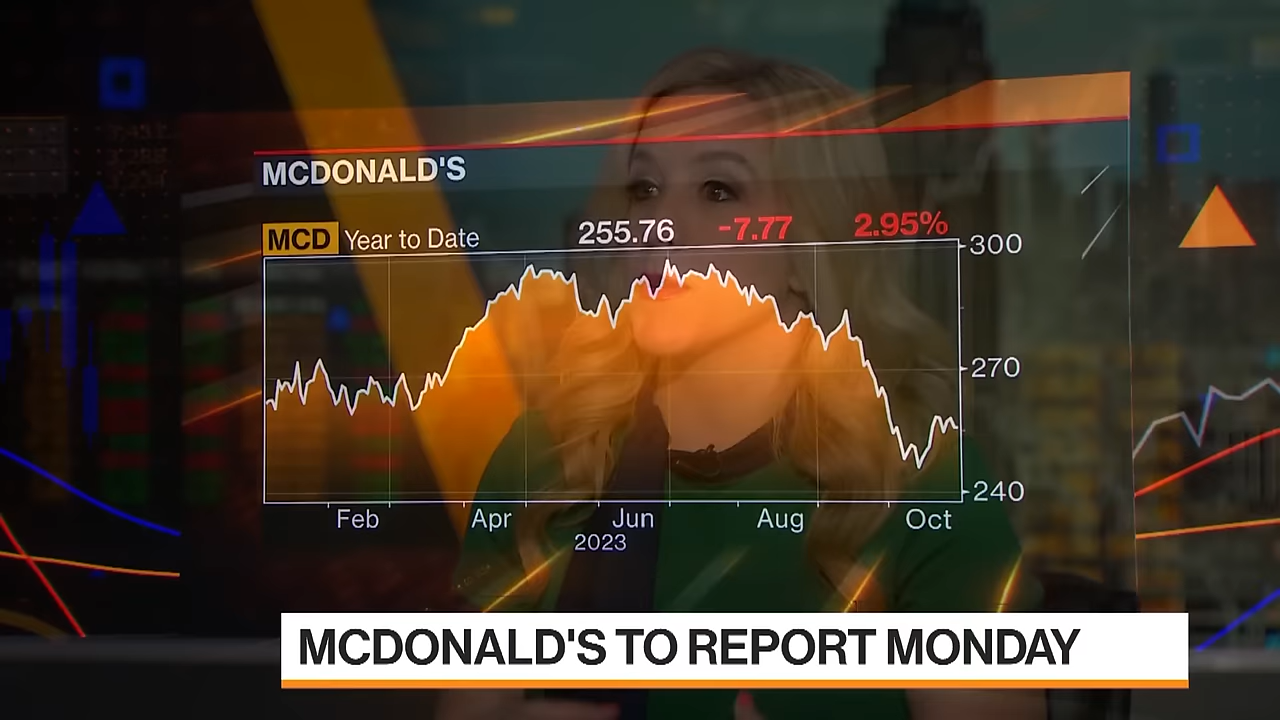 MCDONALD'S
MCD Year to Date 255.76 -7.77 2.95%
300
270
240
Feb Apr Jun Aug Oct
2023
MCDONALD'S TO REPORT MONDAY